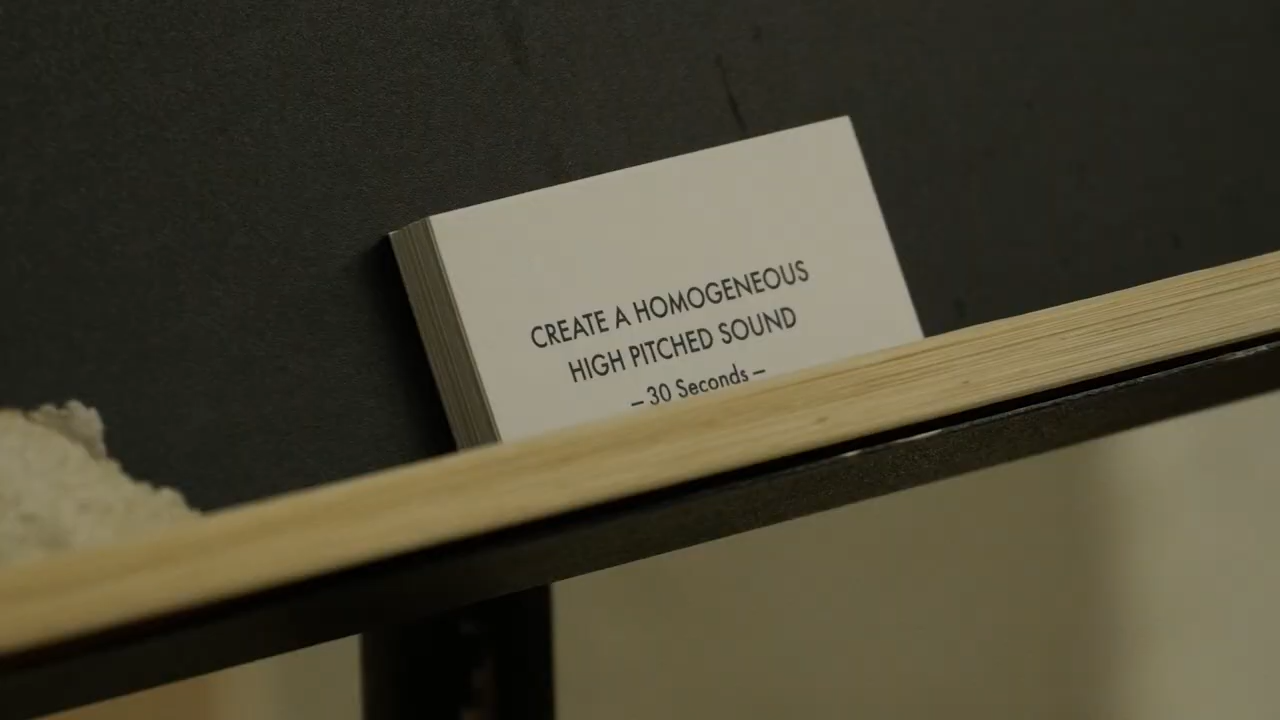 CREATE A HOMOGENEOUS
HIGH PITCHED SOUND
– 30 Seconds –